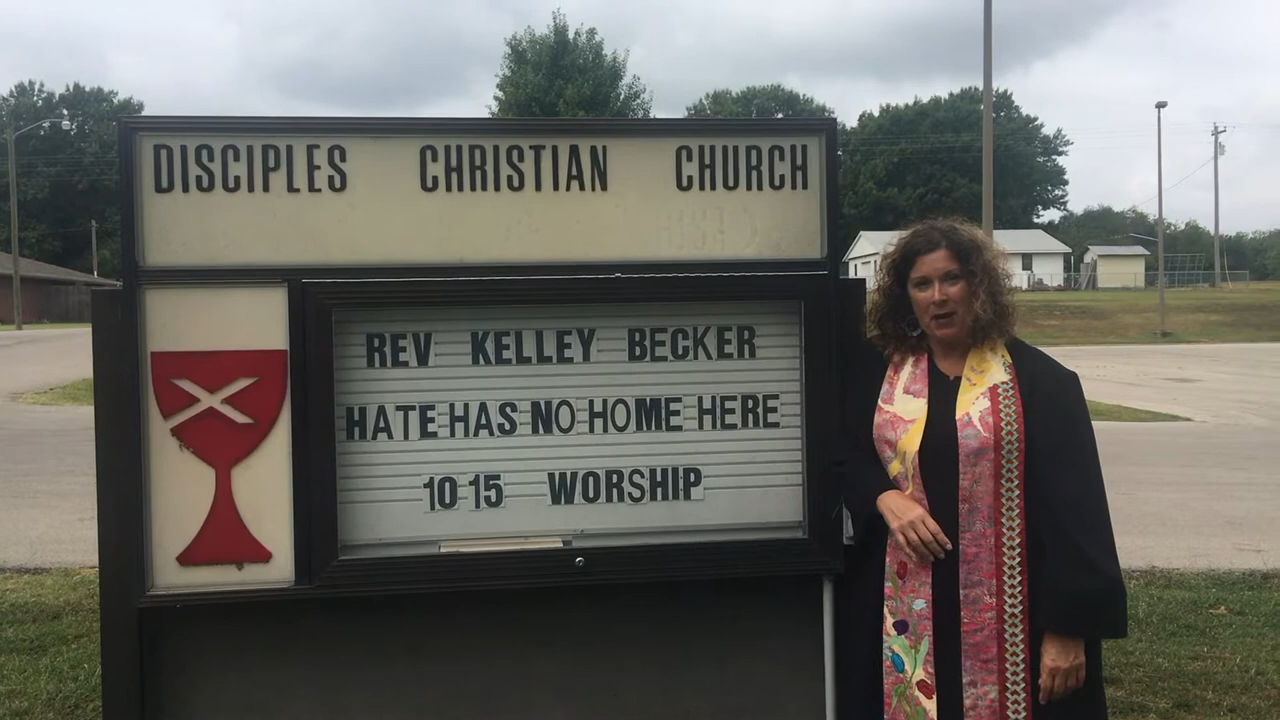 DISCIPLES CHRISTIAN CHURCH
REV KELLEY BECKER
HATE HAS NO HOME HERE
10 15 WORSHIP